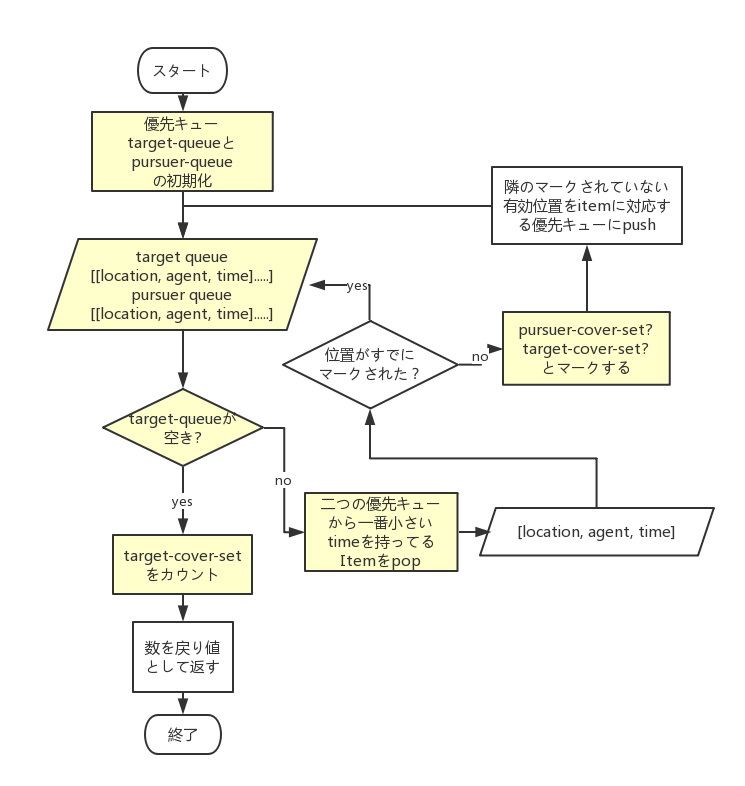 スタート
優先キュー
target-queueと
pursuer-queue
の初期化
隣のマークされていない
有効位置をitemに対応す
る優先キューにpush
target queue
[[location, agent, time].....]
pursuer queue
[[location, agent, time].....]
yes
位置がすでに
マークされた？
no
pursuer-cover-set?
target-cover-set?
とマークする
target-queueが
空き?
no
yes
二つの優先キュー
から一番小さい
timeを持ってる
Itemをpop
[location, agent, time]
target-cover-set
をカウント
数を戻り値
として返す
終了